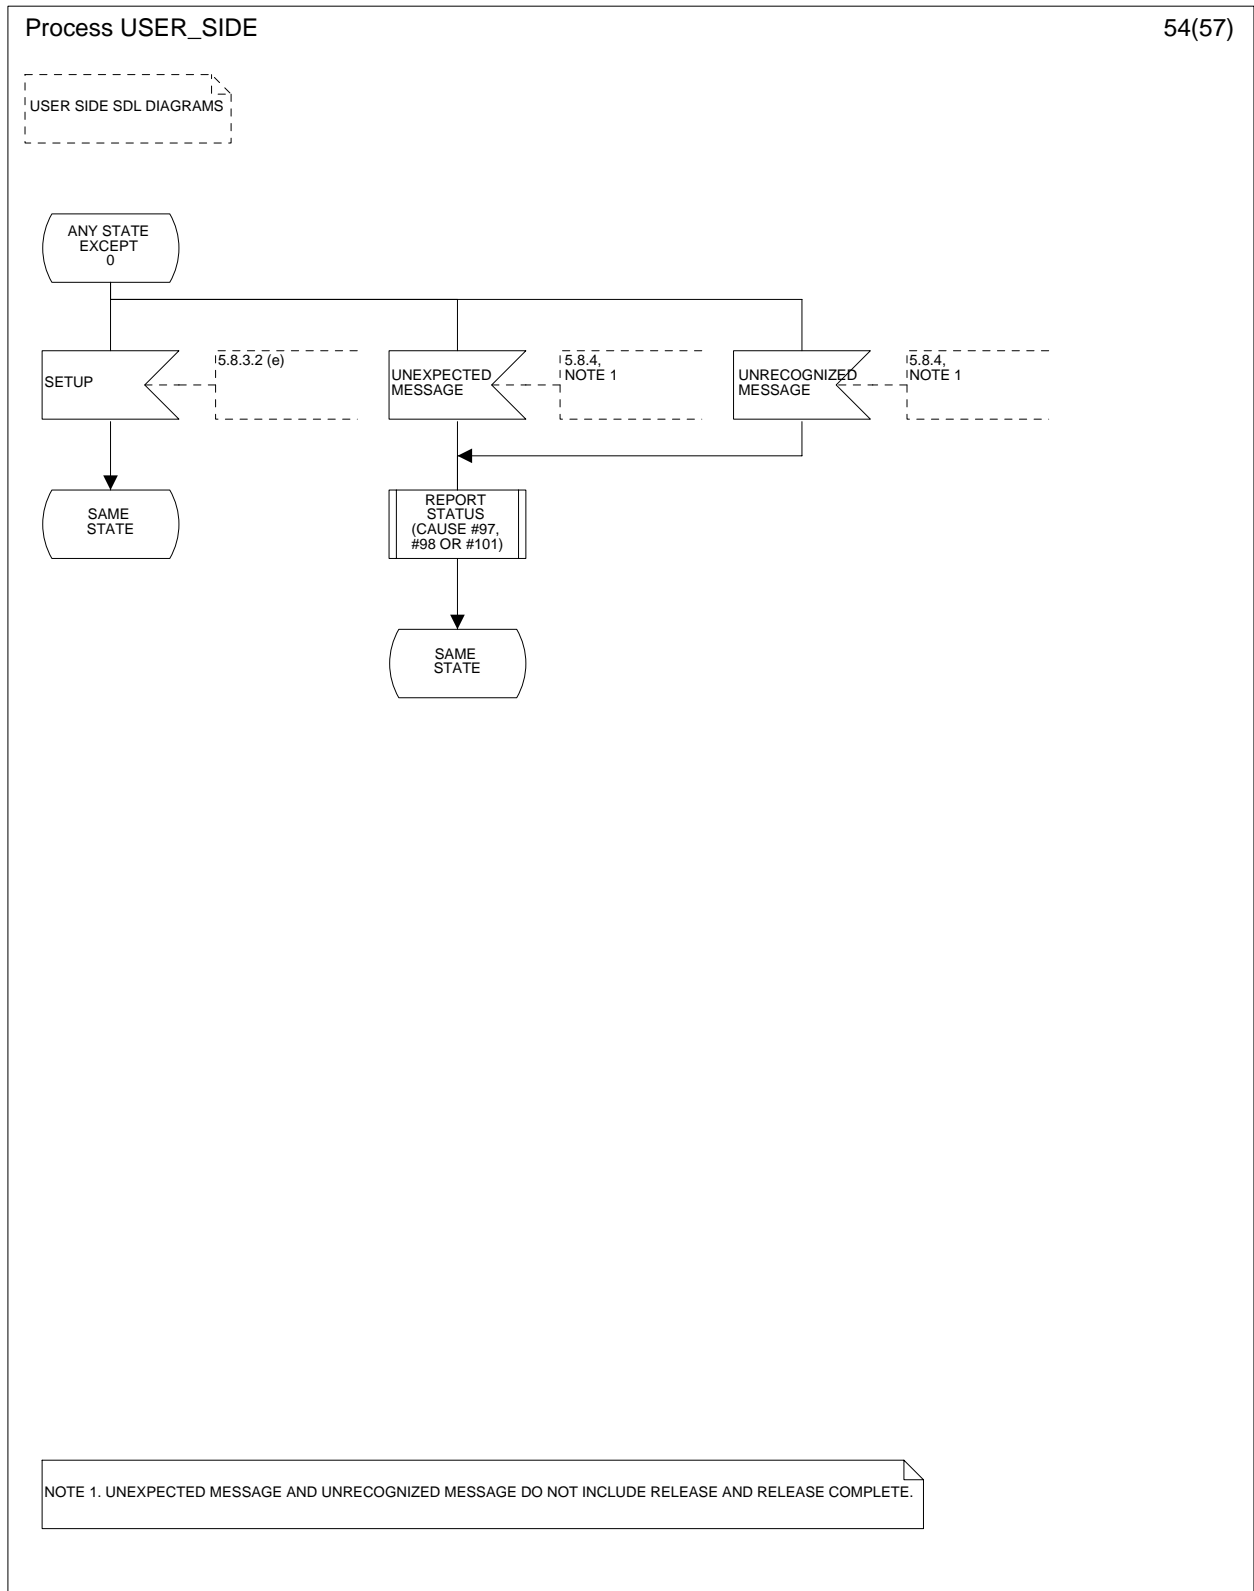 Process USER_SIDE
54(57)
USER SIDE SDL DIAGRAMS
ANY STATE
EXCEPT
0
SETUP
5.8.3.2 (e)
UNEXPECTED
MESSAGE
5.8.4,
NOTE 1
UNRECOGNIZED
MESSAGE
5.8.4,
NOTE 1
SAME
STATE
REPORT
STATUS
(CAUSE #97,
#98 OR #101)
SAME
STATE
NOTE 1. UNEXPECTED MESSAGE AND UNRECOGNIZED MESSAGE DO NOT INCLUDE RELEASE AND RELEASE COMPLETE.